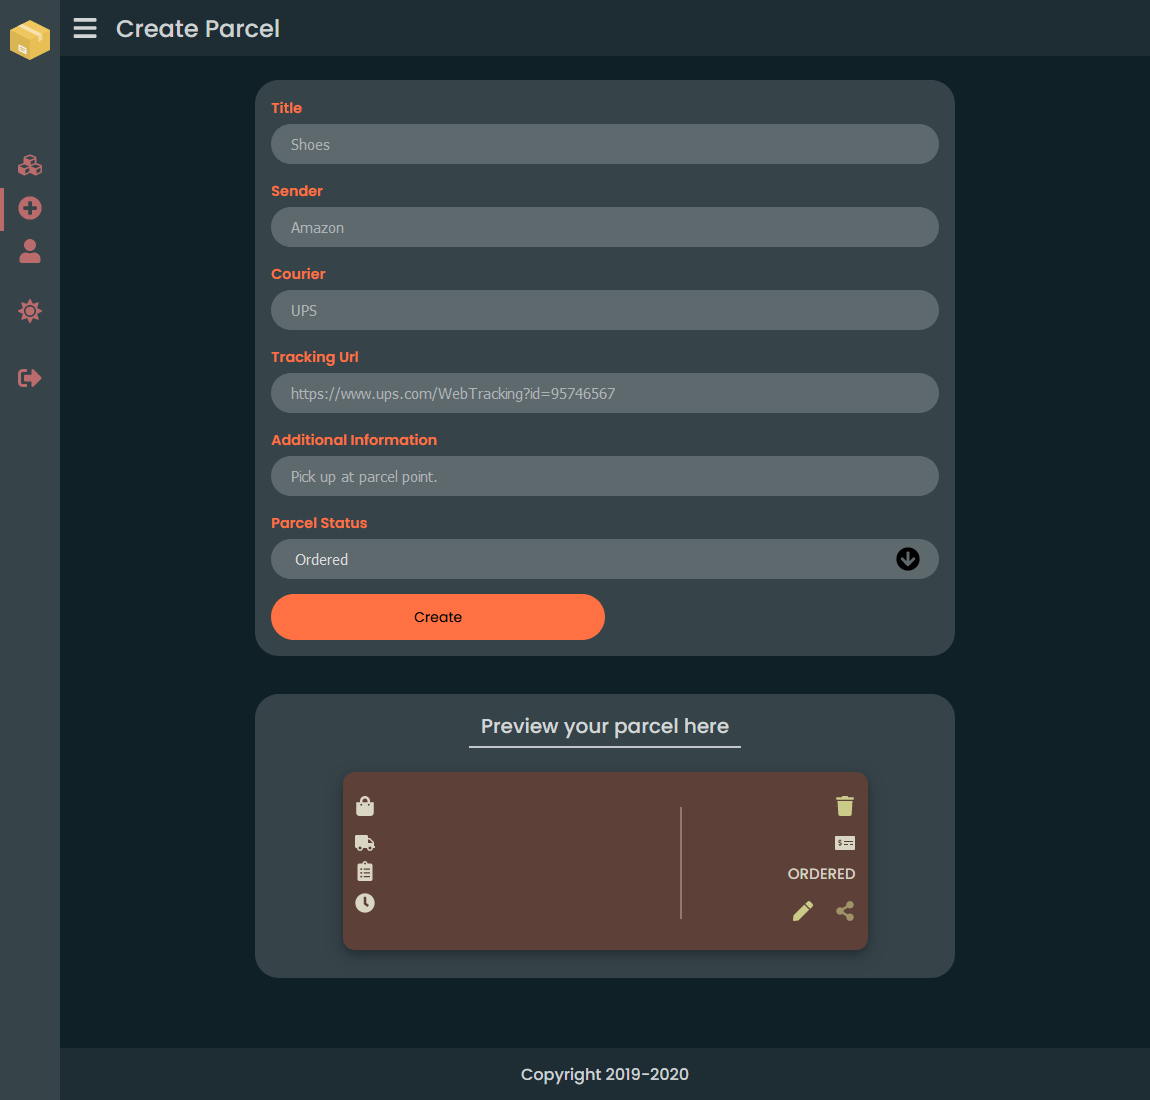 Create Parcel
Title
Shoes
Sender
Amazon
Courier
UPS
Tracking Url
https://www.ups.com/WebTracking?id=95746567
Additional Information
Pick up at parcel point.
Parcel Status
Ordered
Create
Preview your parcel here
ORDERED
Copyright 2019-2020